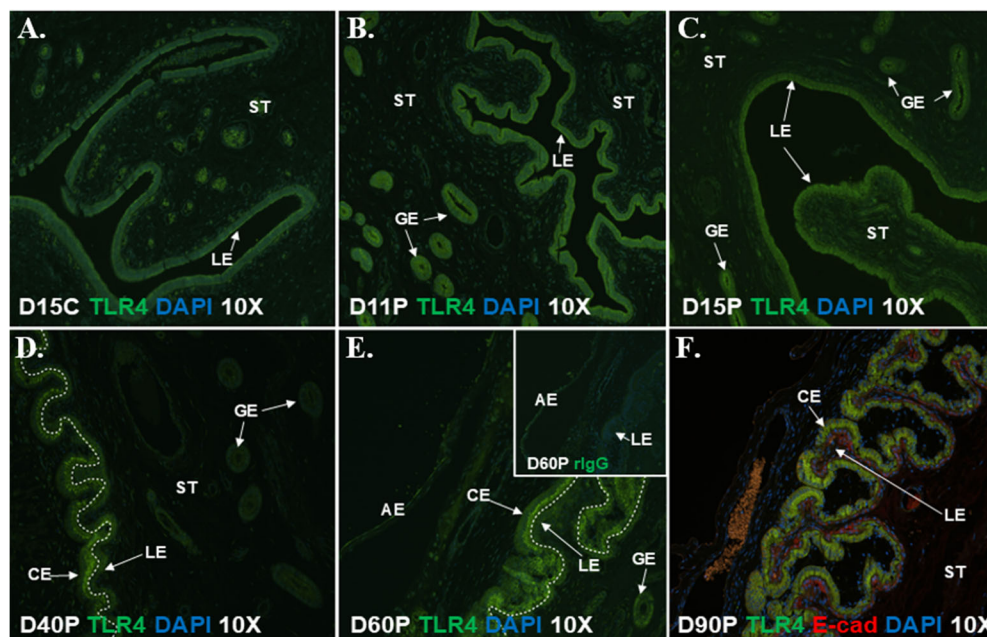 A.
ST
LE
D15C TLR4 DAPI 10X
B.
ST
ST
LE
GE
D11P TLR4 DAPI 10X
C.
ST
GE
LE
ST
GE
D15P TLR4 DAPI 10X
D.
GE
ST
LE
CE
D40P TLR4 DAPI 10X
E.
AE
LE
D60P rIgG
CE
AE
LE
GE
D60P TLR4 DAPI 10X
F.
CE
LE
ST
D90P TLR4 E-cad DAPI 10X